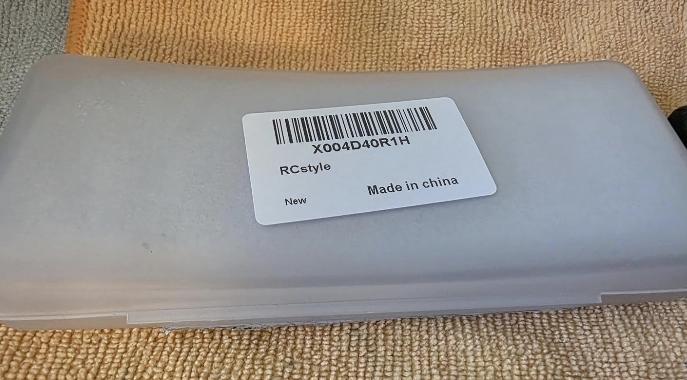 X004D40R1H
RCstyle
New
Made in china